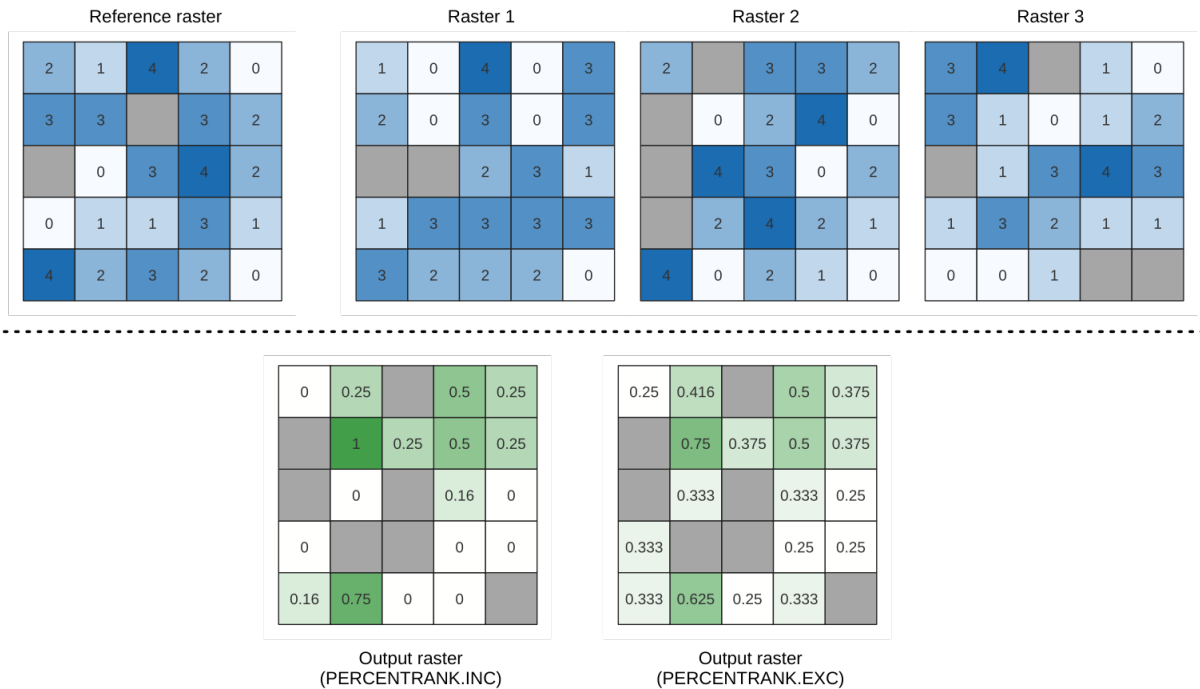 Reference raster Raster 1 Raster 2 Raster 3
2 1 4 2 0 1 0 4 0 3 2 3 3 2 3 4 1 0
3 3 3 2 2 0 3 0 3 0 2 4 0 3 1 0 1 2
0 3 4 2 2 3 1 4 3 0 2 1 3 4 3
0 1 1 3 1 1 3 3 3 3 2 4 2 1 1 3 2 1 1
4 2 3 2 0 3 2 2 2 0 4 0 2 1 0 0 0 1
0 0.25 0.5 0.25 0.25 0.416 0.5 0.375
1 0.25 0.5 0.25 0.75 0.375 0.5 0.375
0 0.16 0 0.333 0.333 0.25
0 0 0 0.333 0.25 0.25
0.16 0.75 0 0 0.333 0.625 0.25 0.333
Output raster Output raster
(PERCENTRANK.INC) (PERCENTRANK.EXC)